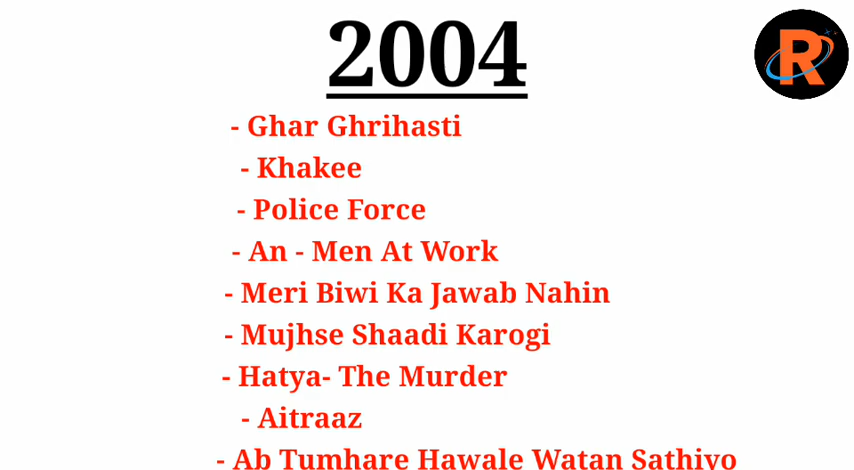 2004
R
- Ghar Ghrihasti
- Khakee
- Police Force
- An - Men At Work
- Meri Biwi Ka Jawab Nahin
- Mujhse Shaadi Karogi
- Hatya- The Murder
- Aitraaz
- Ab Tumhare Hawale Watan Sathiyo